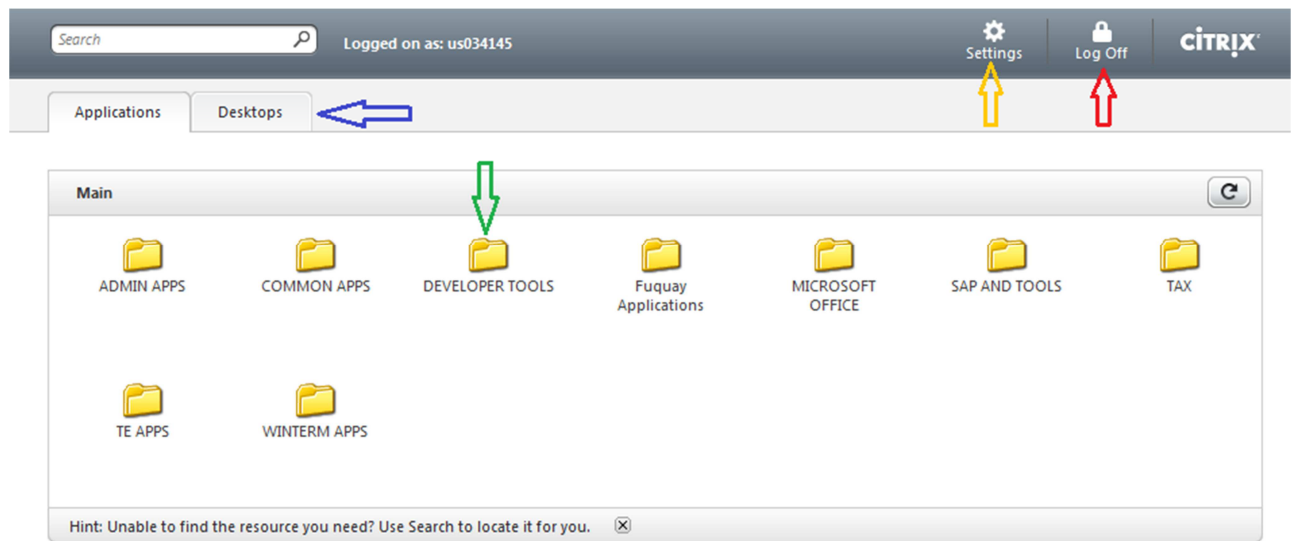 Search
Logged on as: us034145
Settings
Log Off
CITRIX
Applications
Desktops
Main
ADMIN APPS
COMMON APPS
DEVELOPER TOOLS
Fuquay
Applications
MICROSOFT
OFFICE
SAP AND TOOLS
TAX
TE APPS
WINTERM APPS
Hint: Unable to find the resource you need? Use Search to locate it for you.